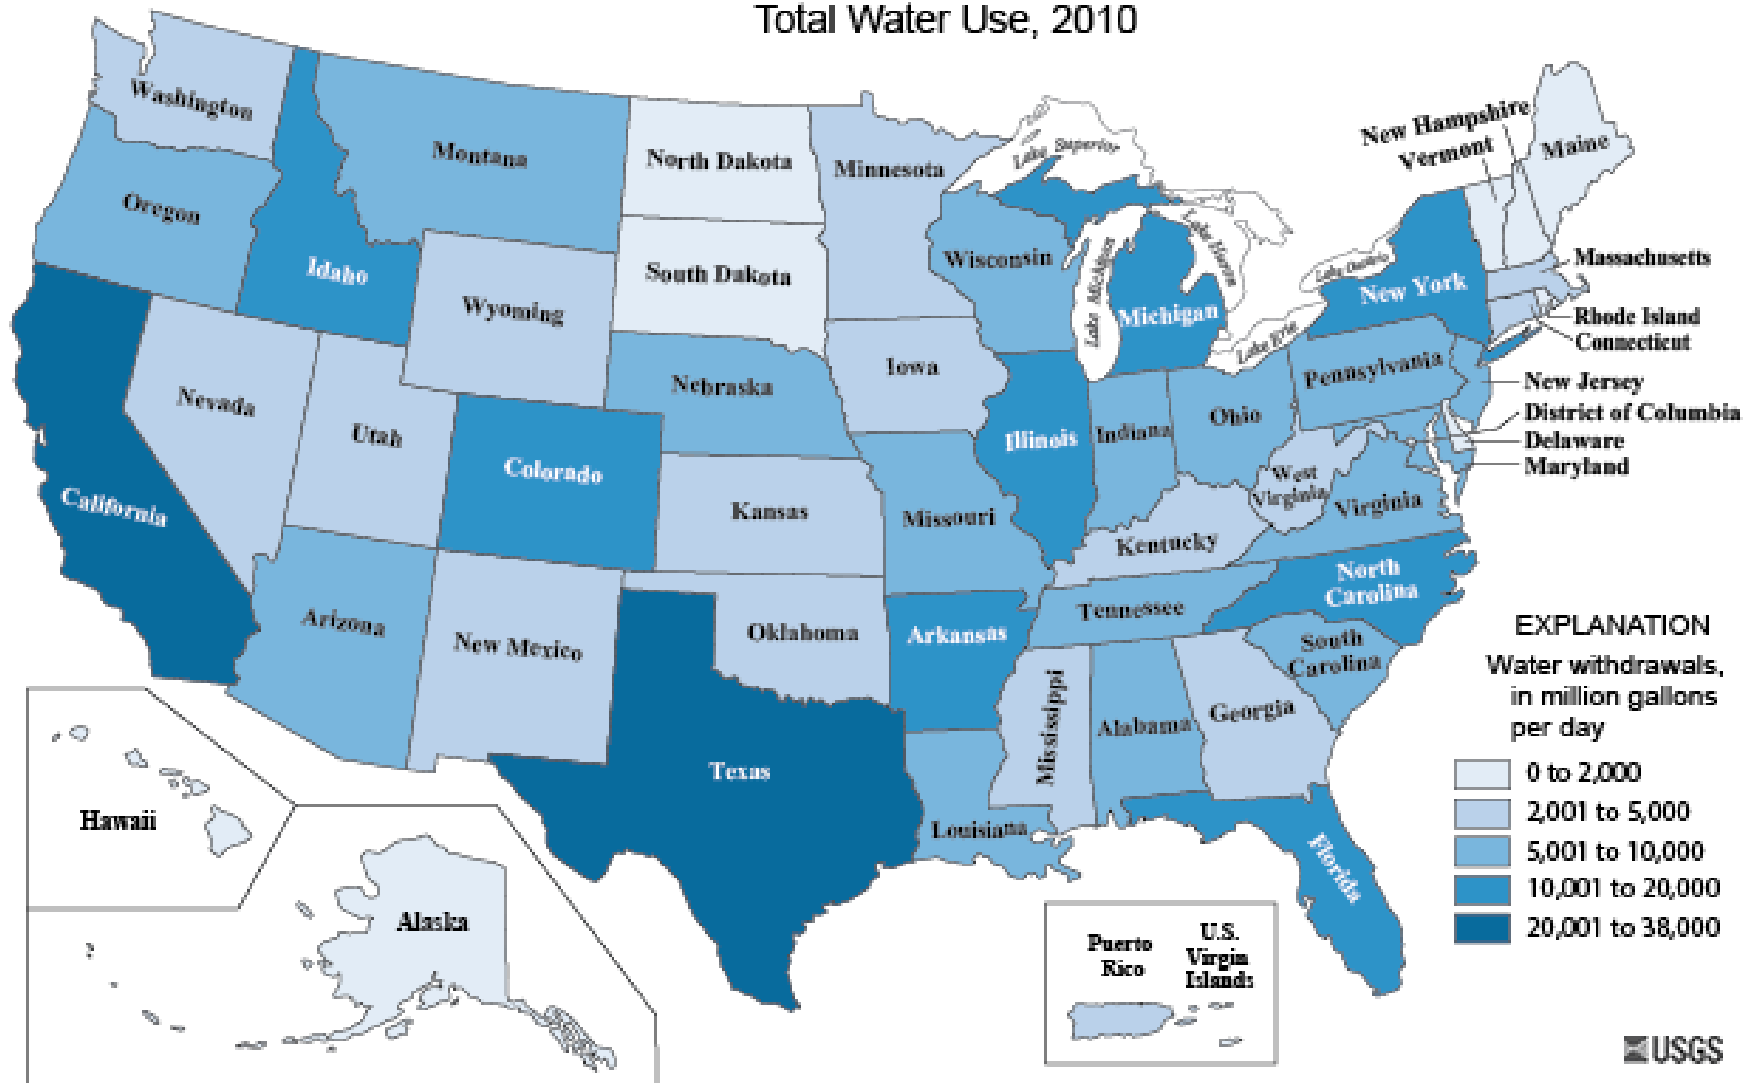 Total Water Use, 2010
Washington
Oregon
Idaho
Montana
Wyoming
North Dakota
South Dakota
Nebraska
Minnesota
Iowa
Wisconsin
Lake Superior
Lake Michigan
Lake Huron
Lake Erie
Lake Ontario
Michigan
New York
New Hampshire
Vermont
Maine
Massachusetts
Rhode Island
Connecticut
New Jersey
District of Columbia
Delaware
Maryland
Pennsylvania
Ohio
Indiana
Illinois
West
Virginia
Virginia
Kentucky
Missouri
Kansas
Colorado
Utah
Nevada
California
Arizona
New Mexico
Oklahoma
Arkansas
Tennessee
North
Carolina
South
Carolina
Georgia
Alabama
Mississippi
Louisiana
Texas
Florida
Hawaii
Alaska
Puerto
Rico
U.S.
Virgin
Islands
EXPLANATION
Water withdrawals,
in million gallons
per day
0 to 2,000
2,001 to 5,000
5,001 to 10,000
10,001 to 20,000
20,001 to 38,000
USGS